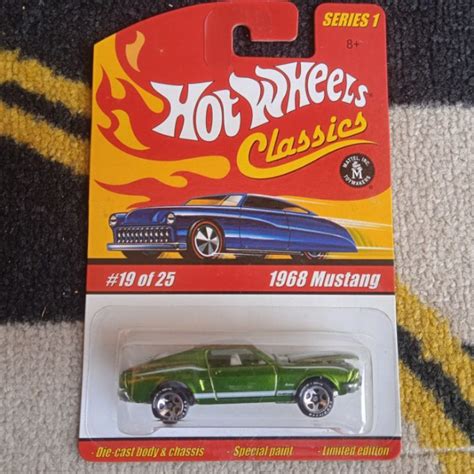 SERIES 1
8+
HOT WHEELS
Classics
MATTEL, INC.
M
TOYMAKERS
#19 of 25
1968 Mustang
- Die-cast body & chassis - Special paint - Limited edition